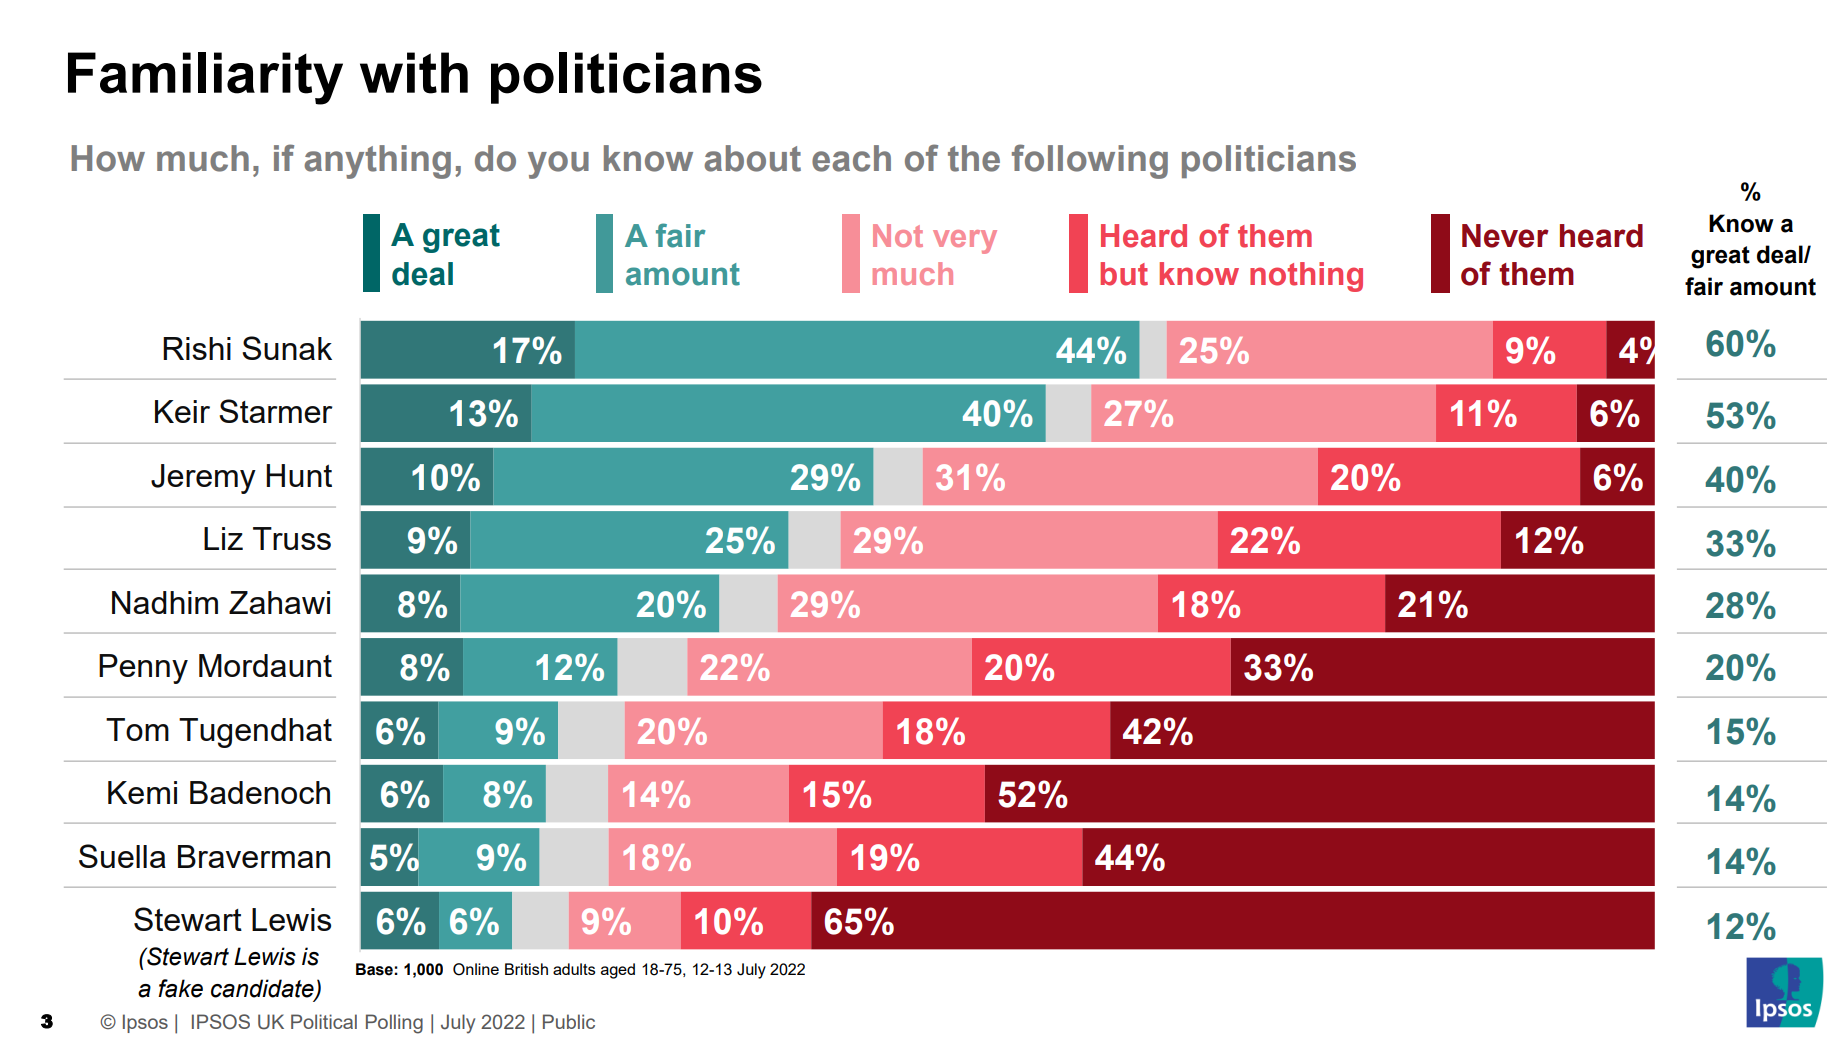 Familiarity with politicians
How much, if anything, do you know about each of the following politicians
%
Know a
great deal/
fair amount
A great
deal
A fair
amount
Not very
much
Heard of them
but know nothing
Never heard
of them
Rishi Sunak 17% 44% 25% 9% 4% 60%
Keir Starmer 13% 40% 27% 11% 6% 53%
Jeremy Hunt 10% 29% 31% 20% 6% 40%
Liz Truss 9% 25% 29% 22% 12% 33%
Nadhim Zahawi 8% 20% 29% 18% 21% 28%
Penny Mordaunt 8% 12% 22% 20% 33% 20%
Tom Tugendhat 6% 9% 20% 18% 42% 15%
Kemi Badenoch 6% 8% 14% 15% 52% 14%
Suella Braverman 5% 9% 18% 19% 44% 14%
Stewart Lewis 6% 6% 9% 10% 65% 12%
(Stewart Lewis is
a fake candidate)
Base: 1,000 Online British adults aged 18-75, 12-13 July 2022
3 © Ipsos | IPSOS UK Political Polling | July 2022 | Public
Ipsos